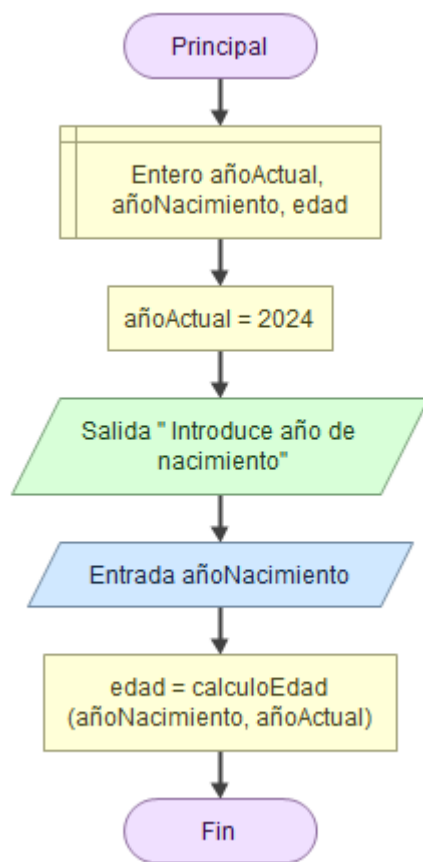 Principal
Entero añoActual,
añoNacimiento, edad
añoActual = 2024
Salida " Introduce año de
nacimiento"
Entrada añoNacimiento
edad = calculoEdad
(añoNacimiento, añoActual)
Fin